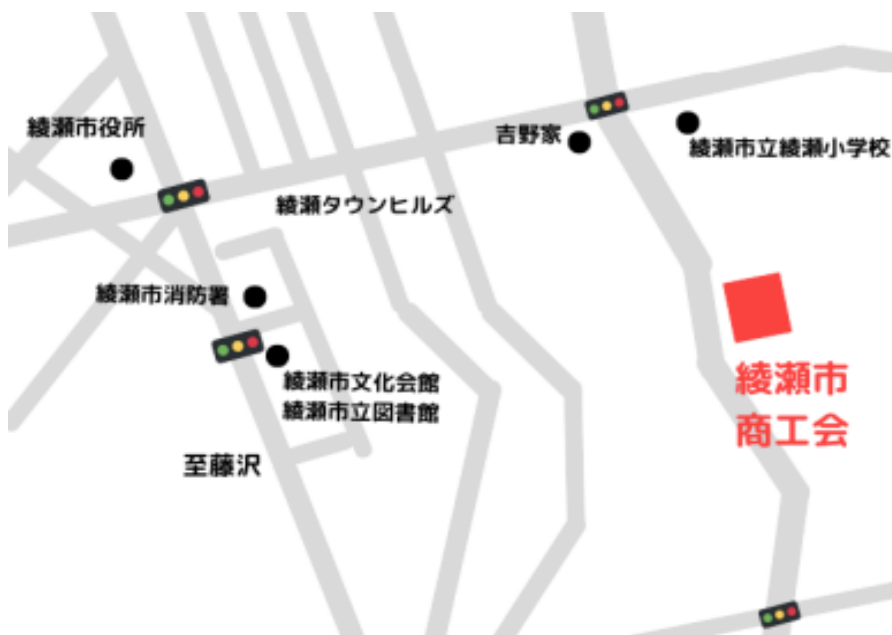 綾瀬市役所
吉野家
綾瀬市立綾瀬小学校
綾瀬タウンヒルズ
綾瀬市消防署
綾瀬市文化会館
綾瀬市立図書館
綾瀬市
商工会
至藤沢